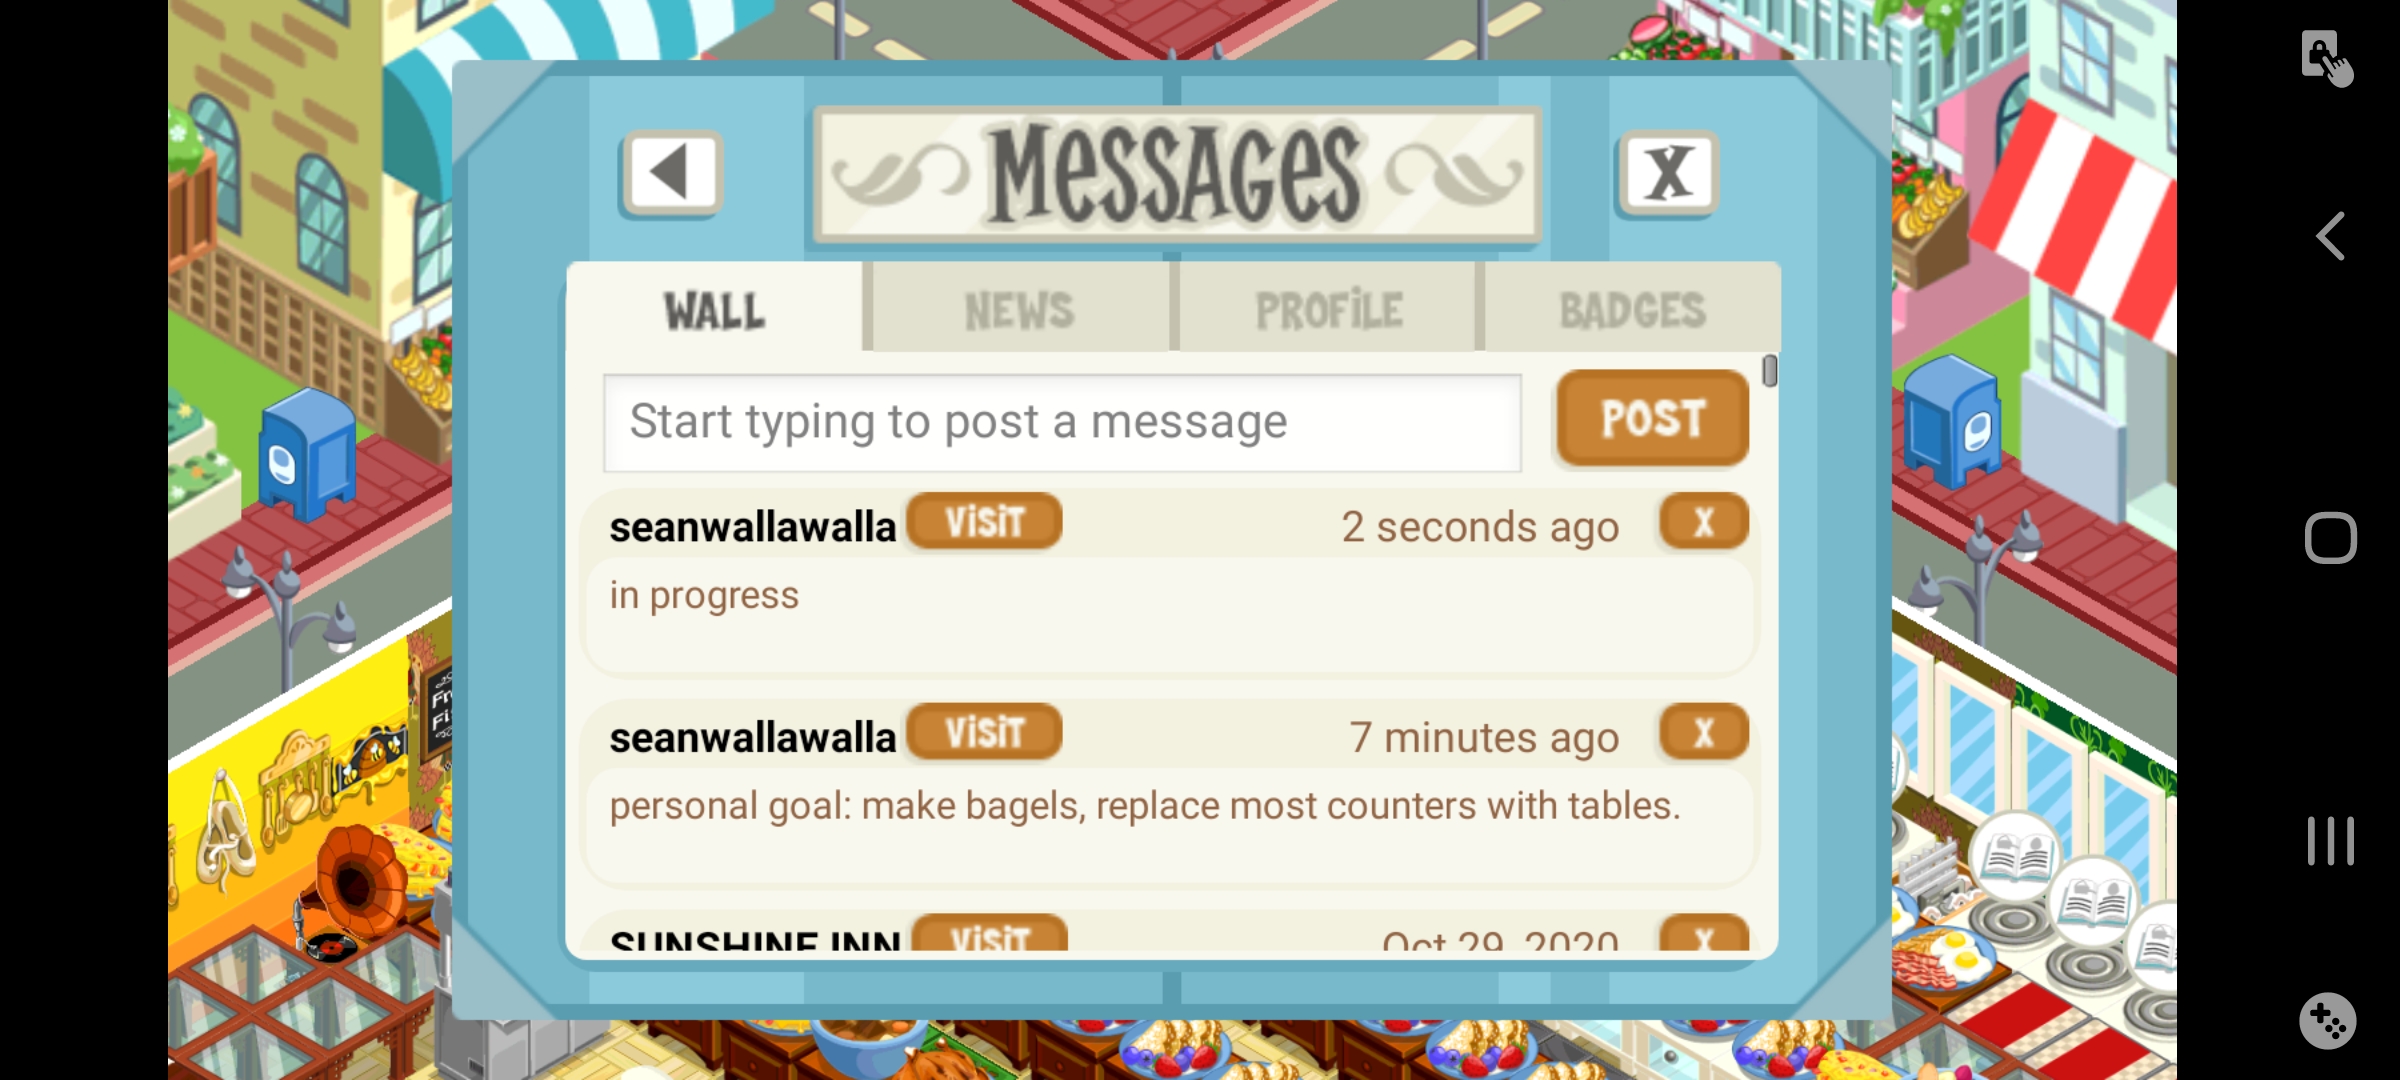 MESSAGES
X
WALL
NEWS
PROFILE
BADGES
Start typing to post a message
POST
seanwallawalla
VISIT
2 seconds ago
X
in progress
seanwallawalla
VISIT
7 minutes ago
X
personal goal: make bagels, replace most counters with tables.
SUNSHINE INN
VISIT
Oct 29, 2020
X